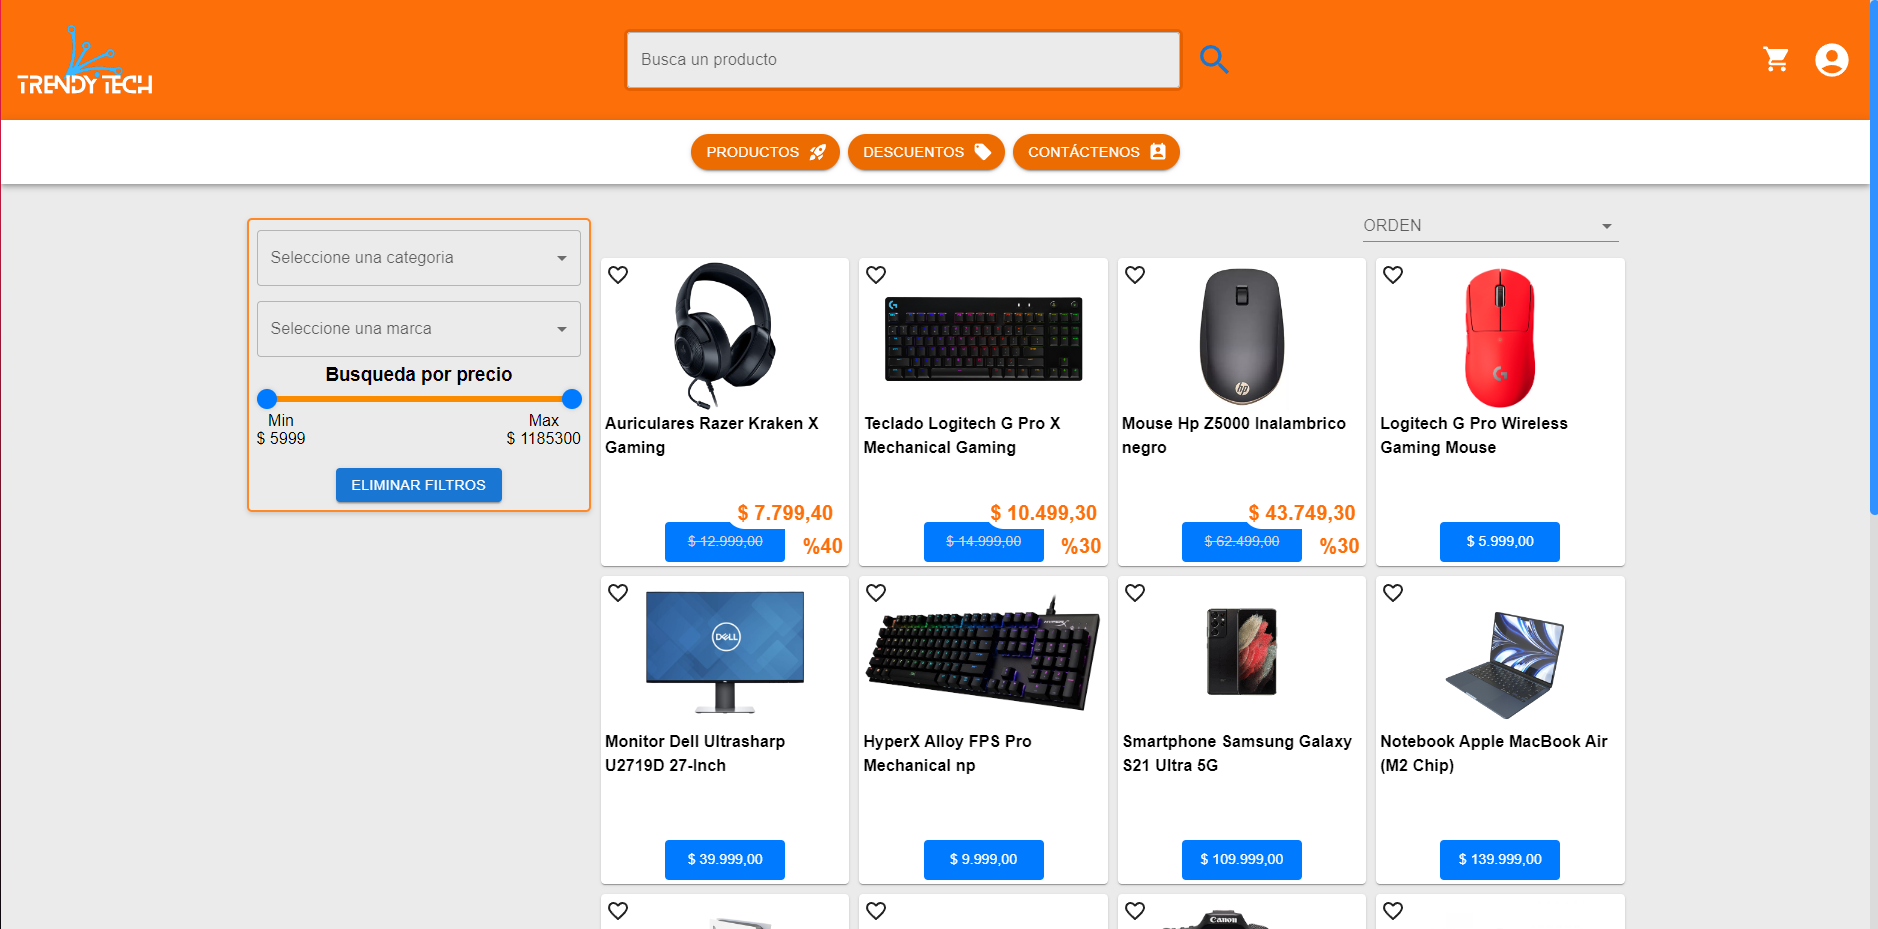 TRENDY TECH
Busca un producto
PRODUCTOS
DESCUENTOS
CONTÁCTENOS
ORDEN
Seleccione una categoria
Seleccione una marca
Busqueda por precio
Min
Max
$ 5999
$ 1185300
ELIMINAR FILTROS
Auriculares Razer Kraken X
Gaming
$ 7.799,40
$ 12.999,00
%40
Teclado Logitech G Pro X
Mechanical Gaming
$ 10.499,30
$ 14.999,00
%30
hp
Mouse Hp Z5000 Inalambrico
negro
$ 43.749,30
$ 62.499,00
%30
Logitech G Pro Wireless
Gaming Mouse
$ 5.999,00
DELL
Monitor Dell Ultrasharp
U2719D 27-Inch
$ 39.999,00
HYPERX
HyperX Alloy FPS Pro
Mechanical np
$ 9.999,00
Smartphone Samsung Galaxy
S21 Ultra 5G
$ 109.999,00
Notebook Apple MacBook Air
(M2 Chip)
$ 139.999,00
Canon